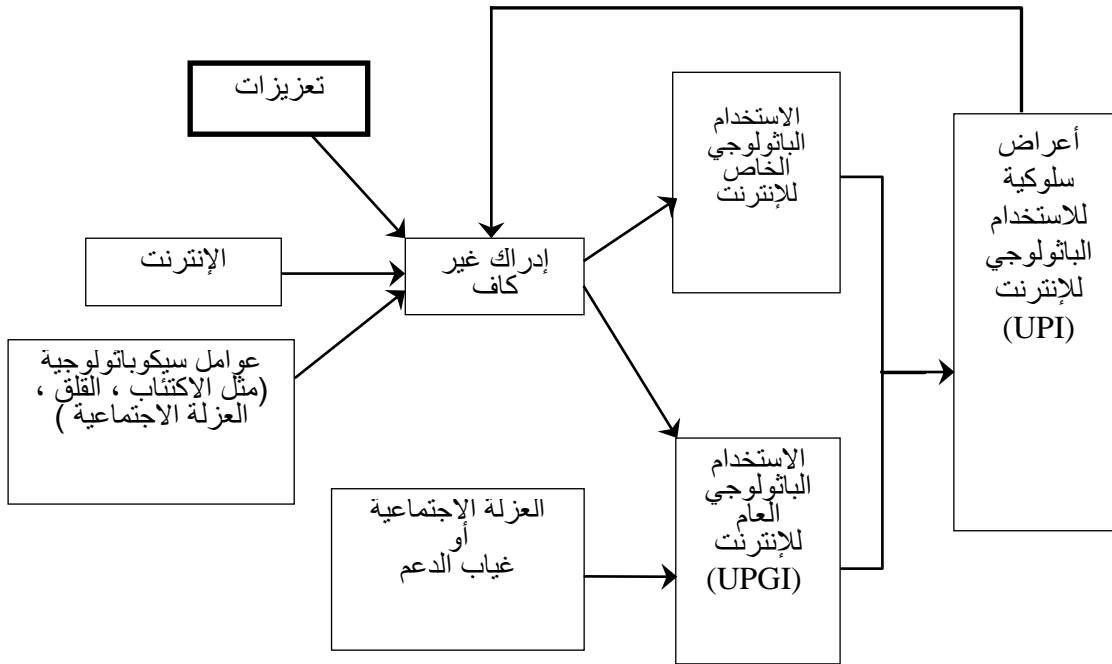 تعزيزات
الاستخدام
الباثولوجي
الخاص
للإنترنت
أعراض
سلوكية
للاستخدام
الباثولوجي
للإنترنت
(UPI)
الإنترنت
إدراك غير
كاف
عوامل سيكوباتولوجية
(مثل الاكتئاب ، القلق ،
العزلة الاجتماعية )
الاستخدام
الباثولوجي
العام
للإنترنت
(UPGI)
العزلة الاجتماعية
أو
غياب الدعم